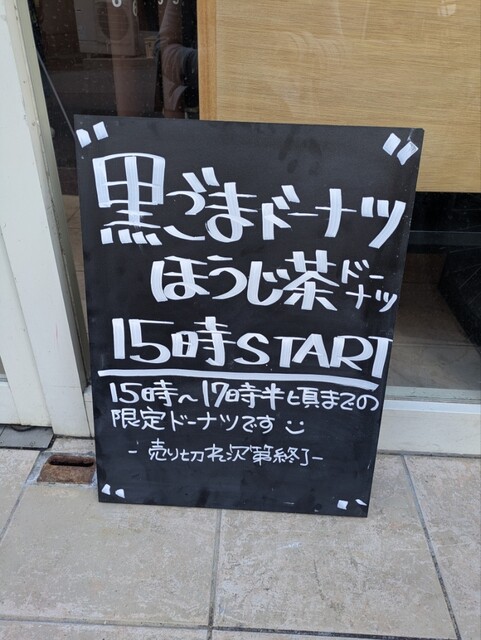 黒ごまドーナツ
ほうじ茶ドーナツ
15時START
15時〜17時半頃までの
限定ドーナツです
- 売り切れ次第終了-